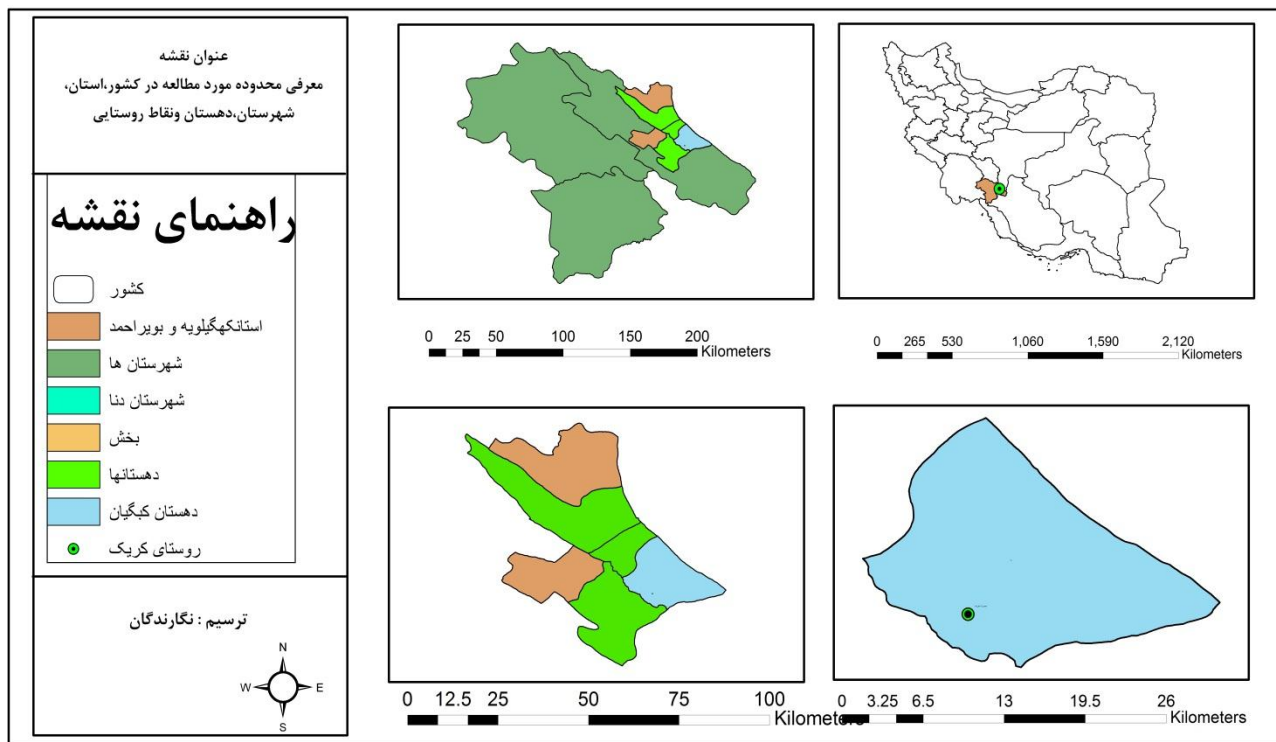 عنوان نقشه
معرفی محدوده مورد مطالعه در کشور،استان،
شهرستان،دهستان ونقاط روستایی
راهنمای نقشه
کشور
استانکهگیلویه و بویراحمد
شهرستان ها
شهرستان دنا
بخش
دهستانها
دهستان کبگیان
روستای کریک
ترسیم : نگارندگان
N
W E
S
0 25 50 100 150 200
Kilometers
0 265 530 1,060 1,590 2,120
Kilometers
0 12.5 25 50 75 100
Kilometers
0 3.25 6.5 13 19.5 26
Kilometers